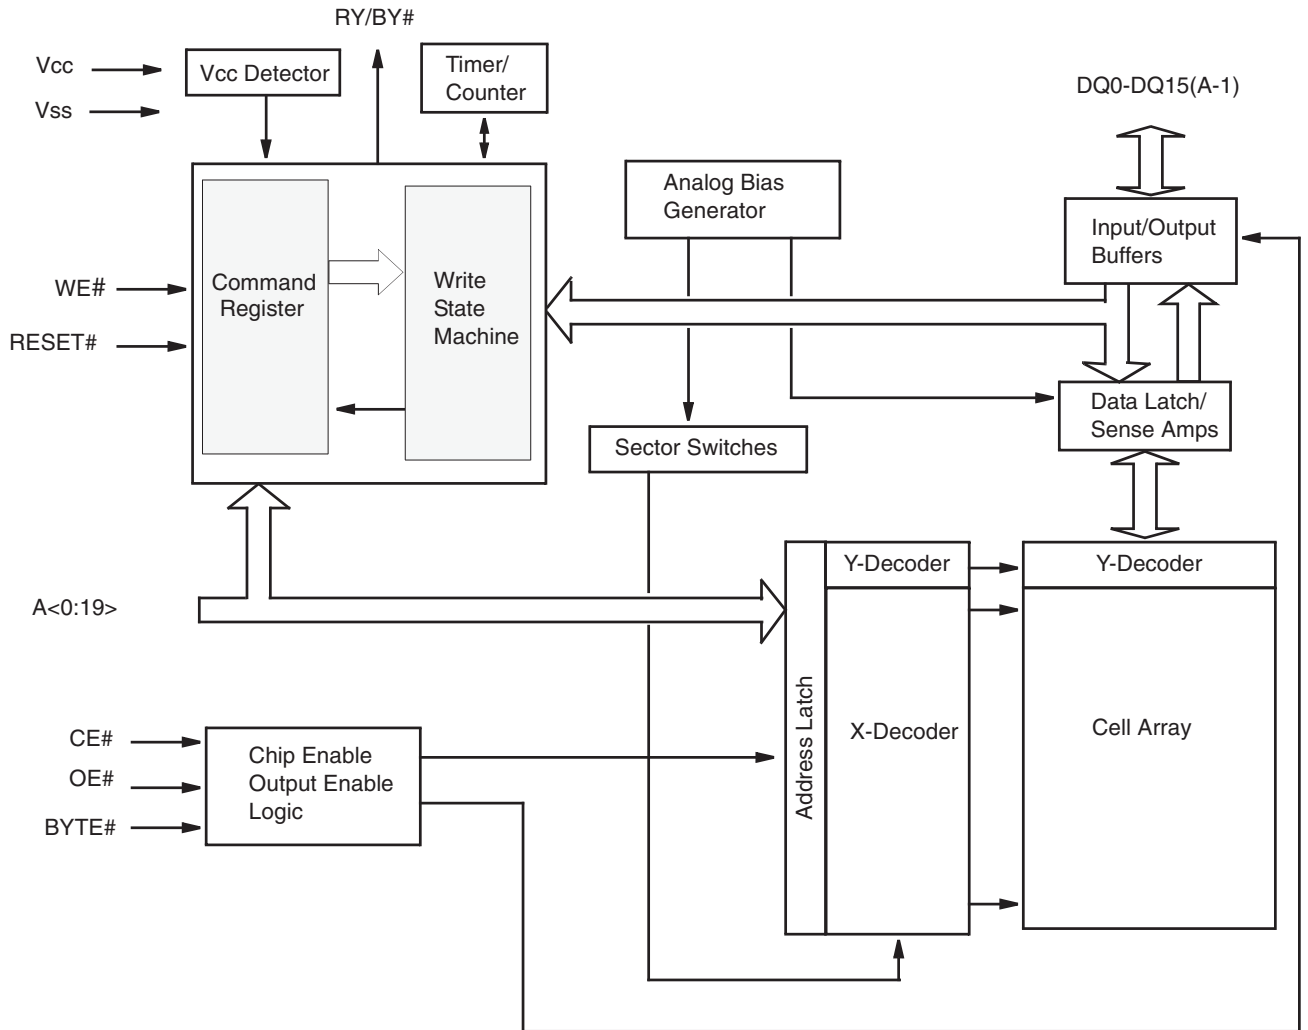 RY/BY#
Vcc
Vss
Vcc Detector
Timer/
Counter
DQ0-DQ15(A-1)
Analog Bias
Generator
Input/Output
Buffers
WE#
RESET#
Command
Register
Write
State
Machine
Data Latch/
Sense Amps
Sector Switches
A<0:19>
Y-Decoder
Y-Decoder
Address Latch
X-Decoder
Cell Array
CE#
OE#
BYTE#
Chip Enable
Output Enable
Logic